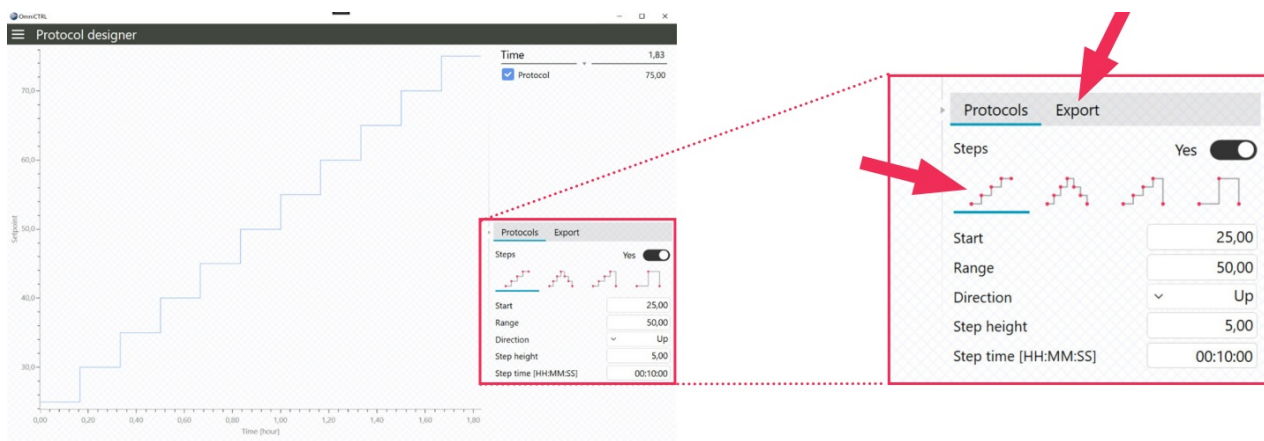 OmniCTRL
Protocol designer
Time 1,83
Protocol 75,00
70,0
60,0
50,0
40,0
30,0
Setpoint
0,00 0,20 0,40 0,60 0,80 1,00 1,20 1,40 1,60 1,80
Time [hour]
Protocols Export
Steps Yes
Start 25,00
Range 50,00
Direction Up
Step height 5,00
Step time [HH:MM:SS] 00:10:00
Protocols Export
Steps Yes
Start 25,00
Range 50,00
Direction Up
Step height 5,00
Step time [HH:MM:SS] 00:10:00